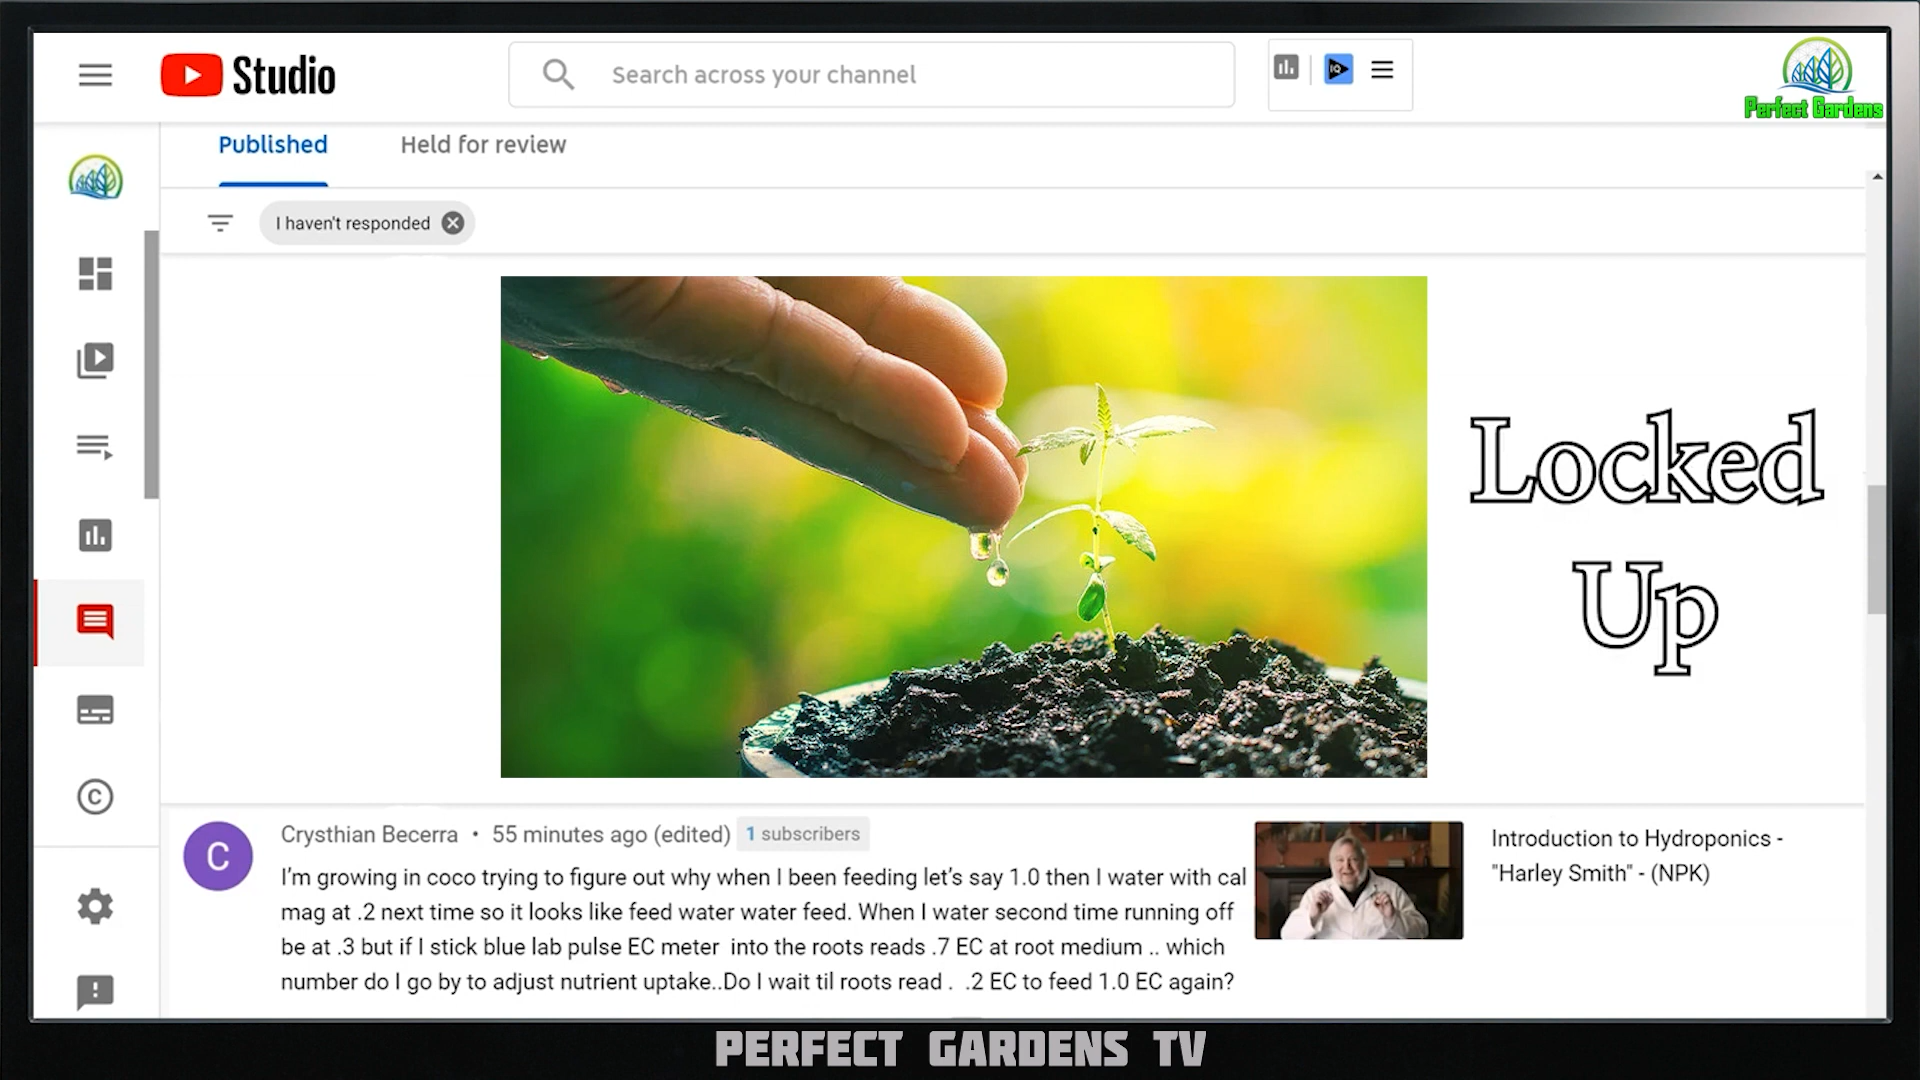 Studio
Search across your channel
IQ
Perfect Gardens
Published
Held for review
I haven't responded
Locked
Up
C
Crysthian Becerra • 55 minutes ago (edited) 1 subscribers
I'm growing in coco trying to figure out why when I been feeding let's say 1.0 then I water with cal
mag at .2 next time so it looks like feed water water feed. When I water second time running off
be at .3 but if I stick blue lab pulse EC meter into the roots reads .7 EC at root medium .. which
number do I go by to adjust nutrient uptake..Do I wait til roots read . .2 EC to feed 1.0 EC again?
Introduction to Hydroponics -
"Harley Smith" - (NPK)
PERFECT GARDENS TV